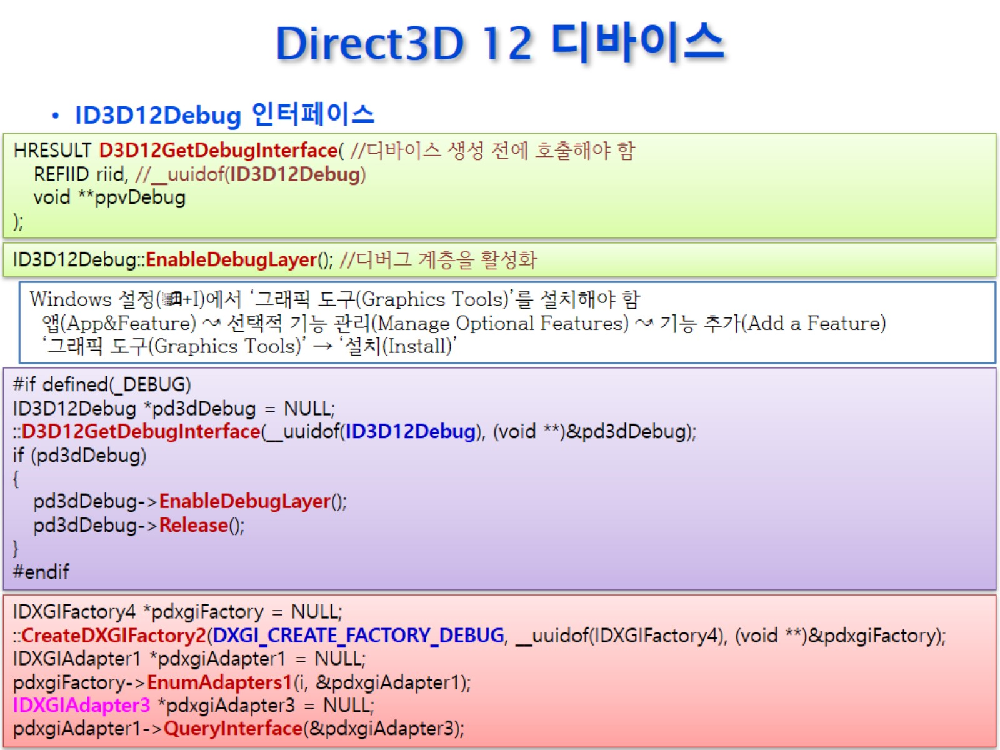 Direct3D 12 디바이스
• ID3D12Debug 인터페이스
HRESULT D3D12GetDebugInterface( //디바이스 생성 전에 호출해야 함
REFIID riid, //__uuidof(ID3D12Debug)
void **ppvDebug
);
ID3D12Debug::EnableDebugLayer(); //디버그 계층을 활성화
Windows 설정(+I)에서 ‘그래픽 도구(Graphics Tools)’를 설치해야 함
앱(App&Feature) ↝ 선택적 기능 관리(Manage Optional Features) ↝ 기능 추가(Add a Feature)
‘그래픽 도구(Graphics Tools)’ → ‘설치(Install)’
#if defined(_DEBUG)
ID3D12Debug *pd3dDebug = NULL;
::D3D12GetDebugInterface(__uuidof(ID3D12Debug), (void **)&pd3dDebug);
if (pd3dDebug)
{
pd3dDebug->EnableDebugLayer();
pd3dDebug->Release();
}
#endif
IDXGIFactory4 *pdxgiFactory = NULL;
::CreateDXGIFactory2(DXGI_CREATE_FACTORY_DEBUG, __uuidof(IDXGIFactory4), (void **)&pdxgiFactory);
IDXGIAdapter1 *pdxgiAdapter1 = NULL;
pdxgiFactory->EnumAdapters1(i, &pdxgiAdapter1);
IDXGIAdapter3 *pdxgiAdapter3 = NULL;
pdxgiAdapter1->QueryInterface(&pdxgiAdapter3);